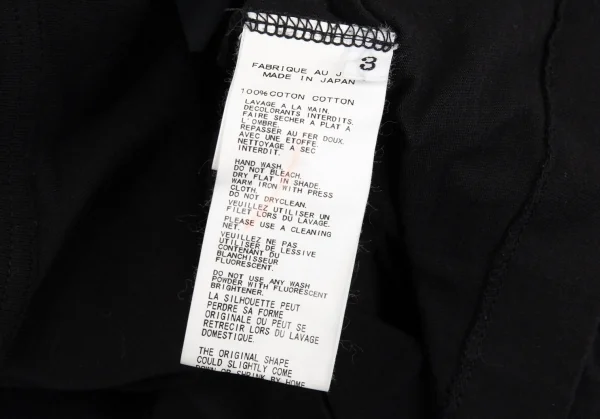 3
FABRIQUE AU J
MADE IN JAPAN
100% COTON COTTON
LAVAGE A LA MAIN.
DECOLORANTS INTERDITS.
FAIRE SECHER A PLAT A
L'OMBRE.
REPASSER AU FER DOUX.
AVEC UNE ETOFFE.
NETTOYAGE A SEC
INTERDIT.
HAND WASH.
DO NOT BLEACH.
DRY FLAT IN SHADE.
WARM IRON WITH PRESS
CLOTH.
DO NOT DRYCLEAN.
VEUILLEZ UTILISER UN
FILET LORS DU LAVAGE.
PLEASE USE A CLEANING
NET.
VEUILLEZ NE PAS
UTILISER DE LESSIVE
CONTENANT DU
BLANCHISSEUR
FLUORESCENT.
DO NOT USE ANY WASH
POWDER WITH FLUORESCENT
BRIGHTENER.
LA SILHOUETTE PEUT
PERDRE SA FORME
ORIGINALE OU PEUT SE
RETRECIR LORS DU LAVAGE
DOMESTIQUE.
THE ORIGINAL SHAPE
COULD SLIGHTLY COME
DOWN OR SHRINK BY HOME